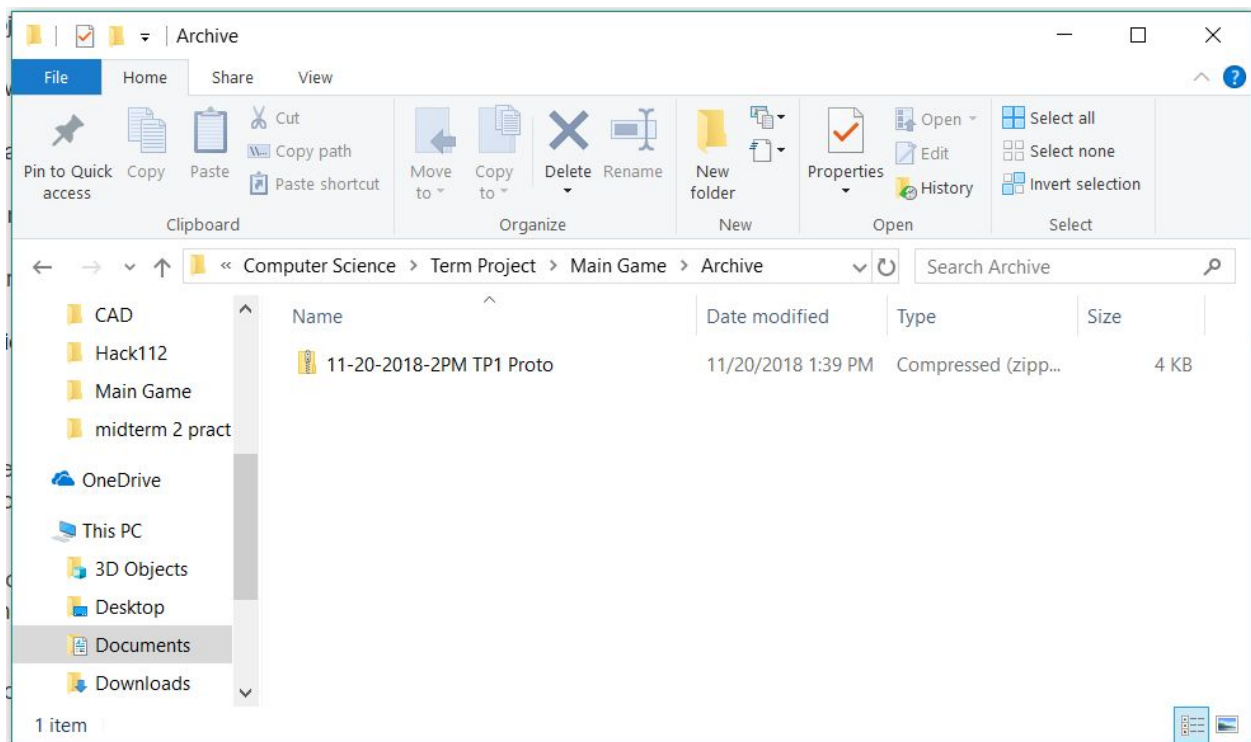 Archive
File Home Share View
Pin to Quick access
Copy
Paste
Cut
Copy path
Paste shortcut
Clipboard
Move to
Copy to
Delete
Rename
Organize
New folder
New
Properties
Open
Edit
History
Open
Select all
Select none
Invert selection
Select
« Computer Science > Term Project > Main Game > Archive
Search Archive
CAD
Hack112
Main Game
midterm 2 pract
OneDrive
This PC
3D Objects
Desktop
Documents
Downloads
Name Date modified Type Size
11-20-2018-2PM TP1 Proto 11/20/2018 1:39 PM Compressed (zipp... 4 KB
1 item